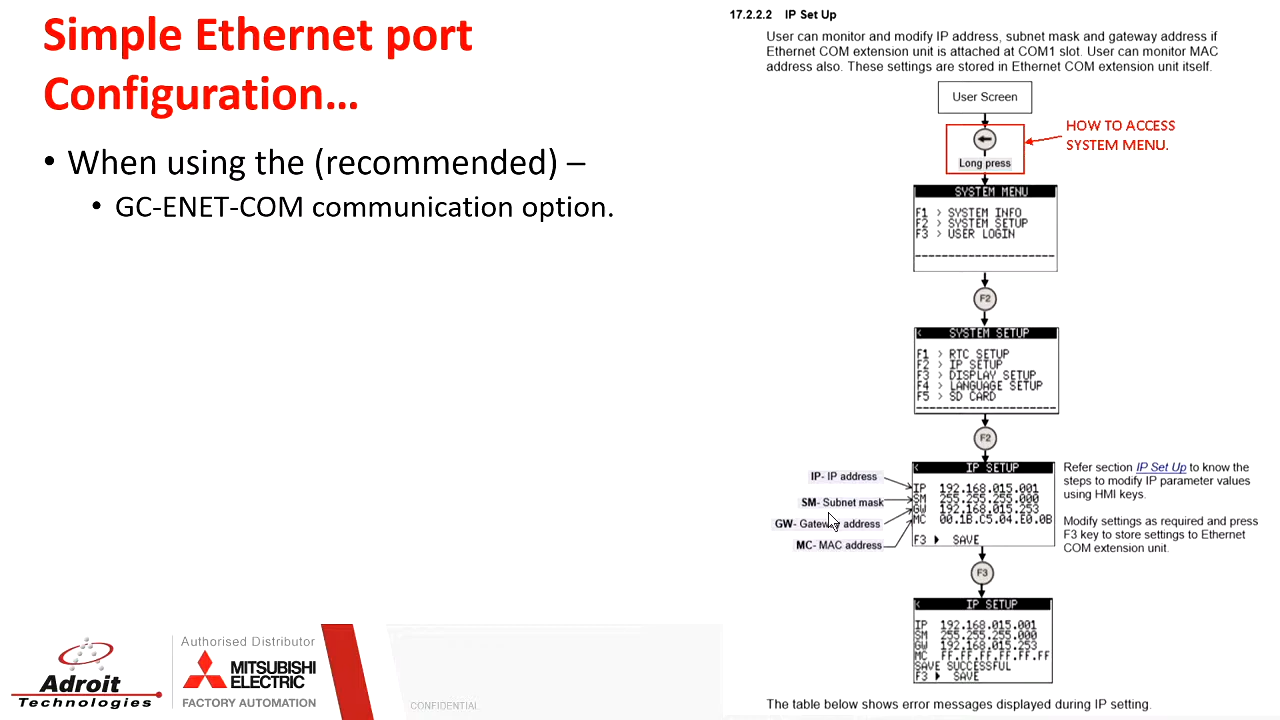 Simple Ethernet port
Configuration…
• When using the (recommended) –
• GC-ENET-COM communication option.
17.2.2.2 IP Set Up
User can monitor and modify IP address, subnet mask and gateway address if
Ethernet COM extension unit is attached at COM1 slot. User can monitor MAC
address also. These settings are stored in Ethernet COM extension unit itself.
User Screen
HOW TO ACCESS
SYSTEM MENU.
Long press
SYSTEM MENU
F1 > SYSTEM INFO
F2 > SYSTEM SETUP
F3 > USER LOGIN
F2
< SYSTEM SETUP
F1 > RTC SETUP
F2 > IP SETUP
F3 > DISPLAY SETUP
F4 > LANGUAGE SETUP
F5 > SD CARD
F2
IP- IP address
SM- Subnet mask
GW- Gateway address
MC- MAC address
< IP SETUP
IP 192.168.015.001
SM 255.255.255.000
GW 192.168.015.253
MC 00.1B.C5.04.E0.0B
F3 ▶ SAVE
Refer section IP Set Up to know the
steps to modify IP parameter values
using HMI keys.
Modify settings as required and press
F3 key to store settings to Ethernet
COM extension unit.
F3
< IP SETUP
IP 192.168.015.001
SM 255.255.255.000
GW 192.168.015.253
MC FF.FF.FF.FF.FF.FF
SAVE SUCCESSFUL
F3 ▶ SAVE
The table below shows error messages displayed during IP setting.
Adroit
Technologies
Authorised Distributor
MITSUBISHI
ELECTRIC
FACTORY AUTOMATION
CONFIDENTIAL